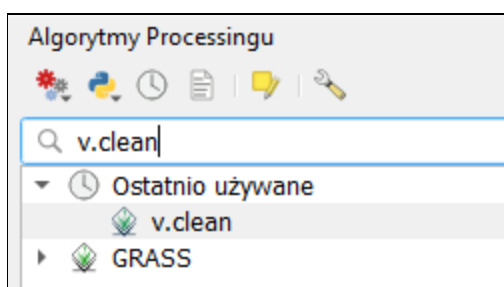 Algorytmy Processingu
v.clean
Ostatnio używane
v.clean
GRASS